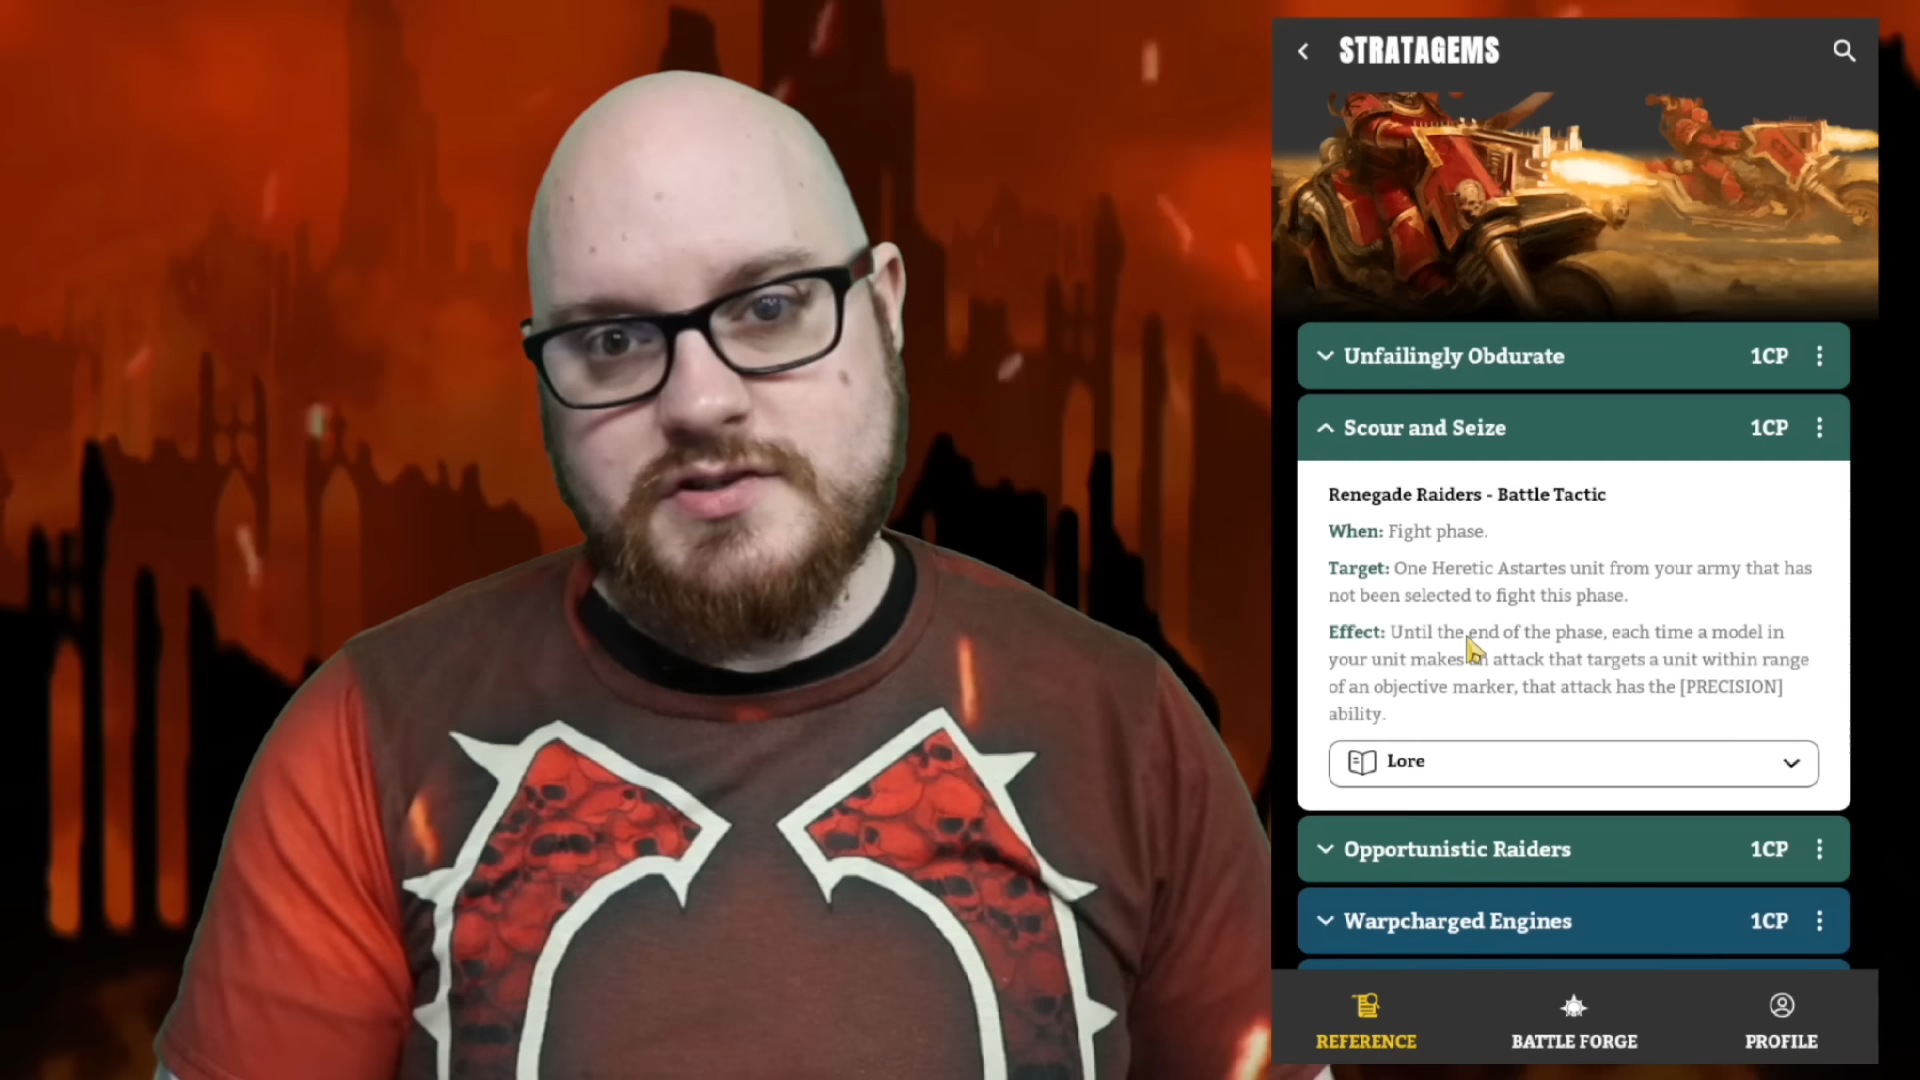 STRATAGEMS
Unfailingly Obdurate 1CP
Scour and Seize 1CP
Renegade Raiders - Battle Tactic
When: Fight phase.
Target: One Heretic Astartes unit from your army that has
not been selected to fight this phase.
Effect: Until the end of the phase, each time a model in
your unit makes an attack that targets a unit within range
of an objective marker, that attack has the [PRECISION]
ability.
Lore
Opportunistic Raiders 1CP
Warpcharged Engines 1CP
REFERENCE BATTLE FORGE PROFILE